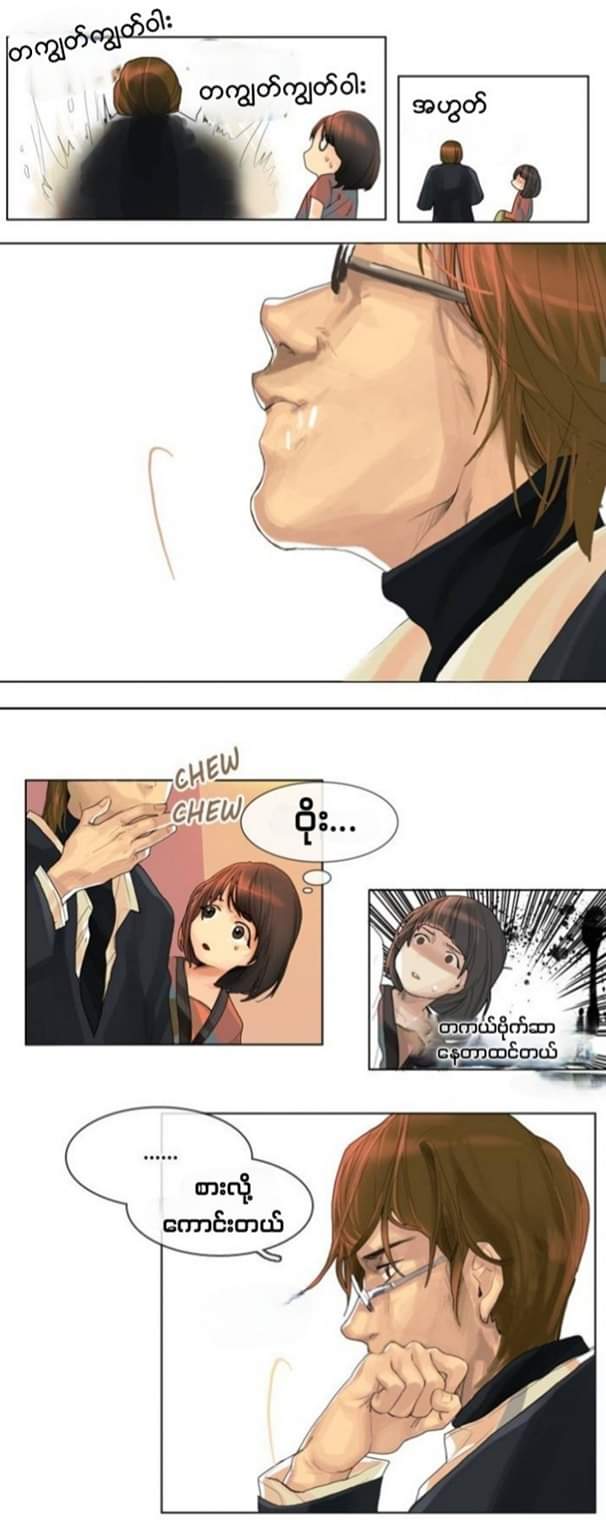 တကျွတ်ကျွတ်ဝါး
တကျွတ်ကျွတ်ဝါး
အဟွတ်
CHEW
CHEW
ဝိုး...
တကယ်ဗိုက်ဆာ
နေတာထင်တယ်
......
စားလို့
ကောင်းတယ်